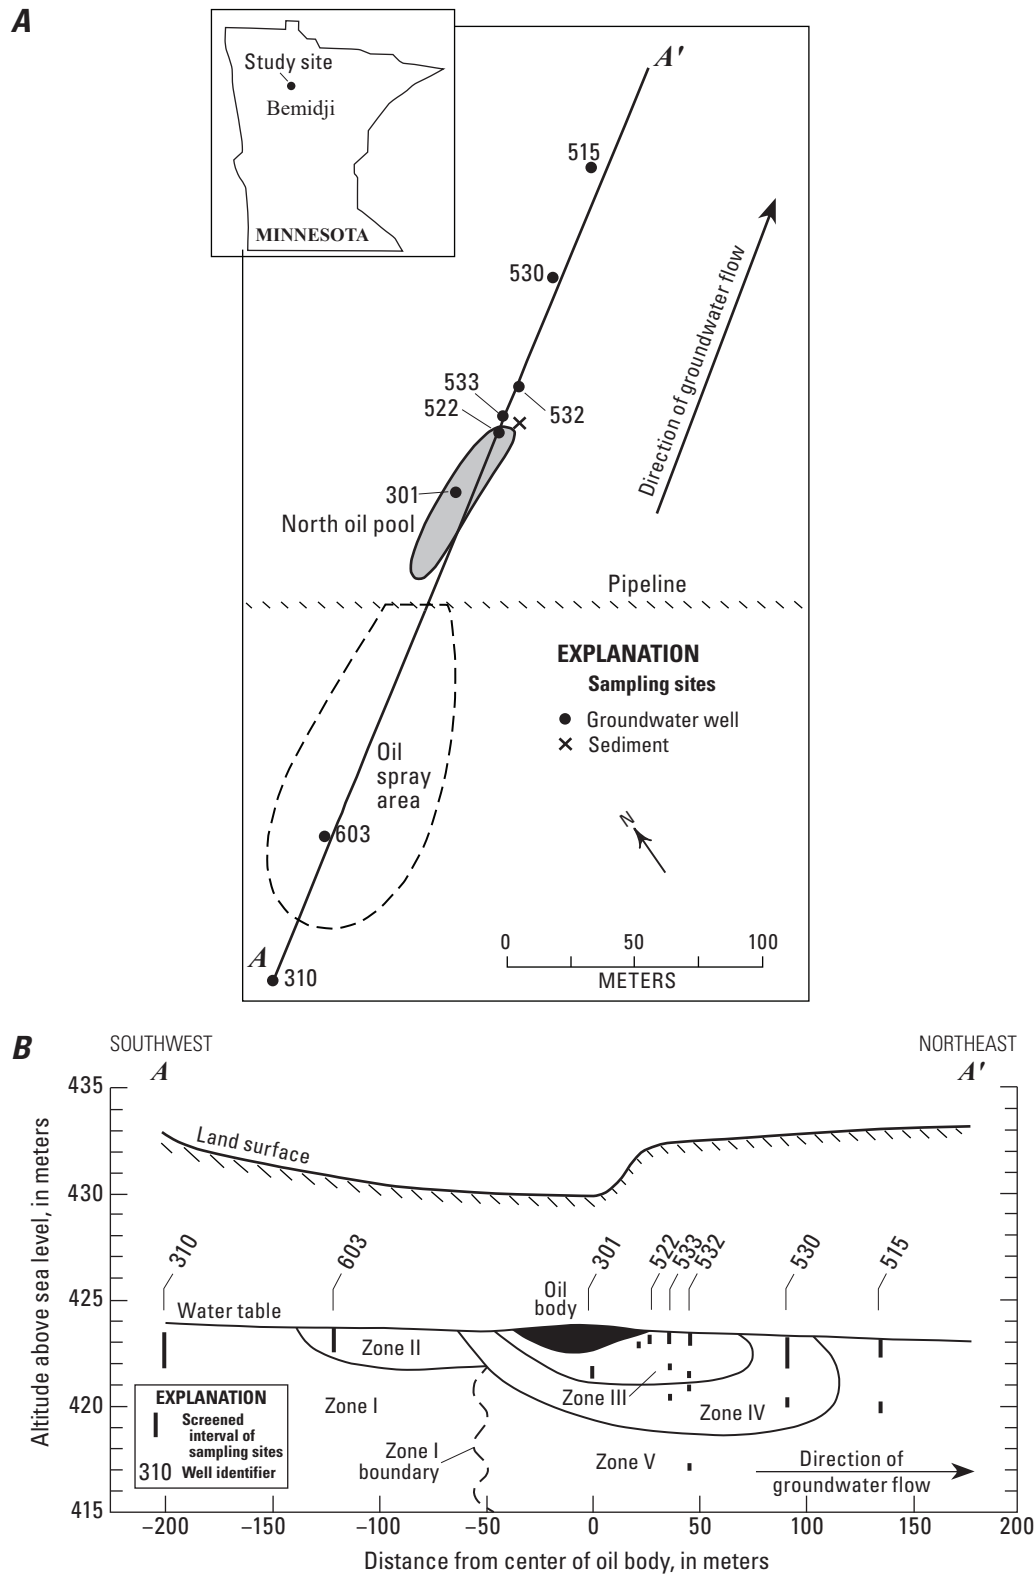 A
Study site
Bemidji
MINNESOTA
A′
515
530
533
522
532
301
North oil pool
Direction of groundwater flow
Pipeline
EXPLANATION
Sampling sites
Groundwater well
Sediment
Oil
spray
area
603
N
A
310
0 50 100
METERS
B
SOUTHWEST
NORTHEAST
A
A′
435
430
425
420
415
Altitude above sea level, in meters
Land surface
310
603
301
522
533
532
530
515
Oil
body
Water table
Zone II
Zone III
Zone IV
Zone I
Zone I
boundary
Zone V
Direction of
groundwater flow
EXPLANATION
Screened
interval of
sampling sites
310 Well identifier
−200 −150 −100 −50 0 50 100 150 200
Distance from center of oil body, in meters